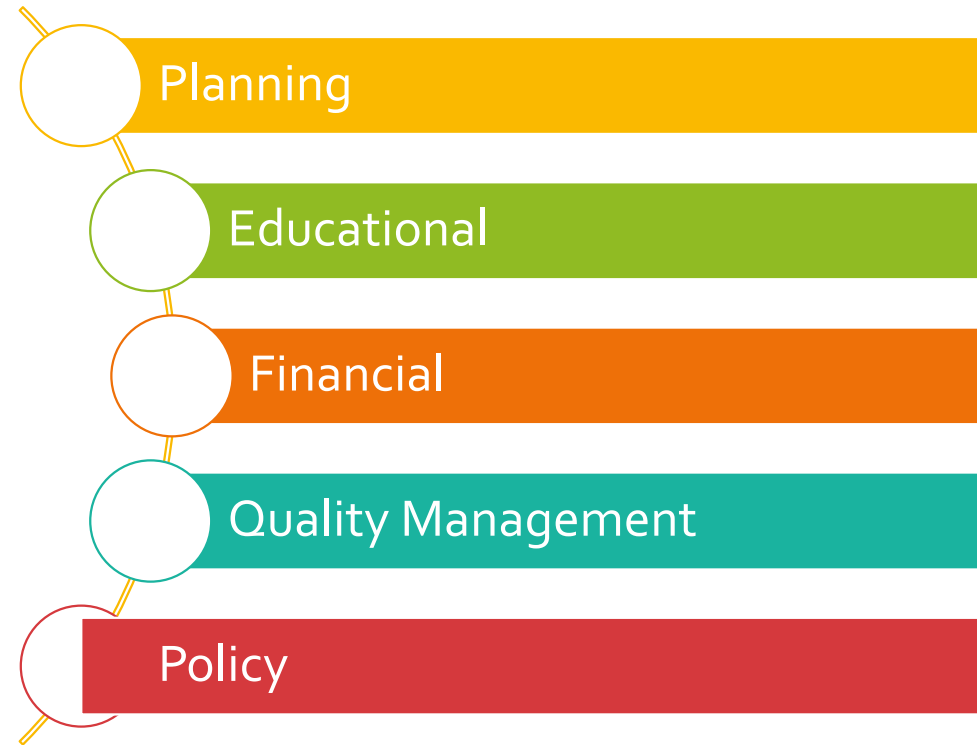 Planning
Educational
Financial
Quality Management
Policy